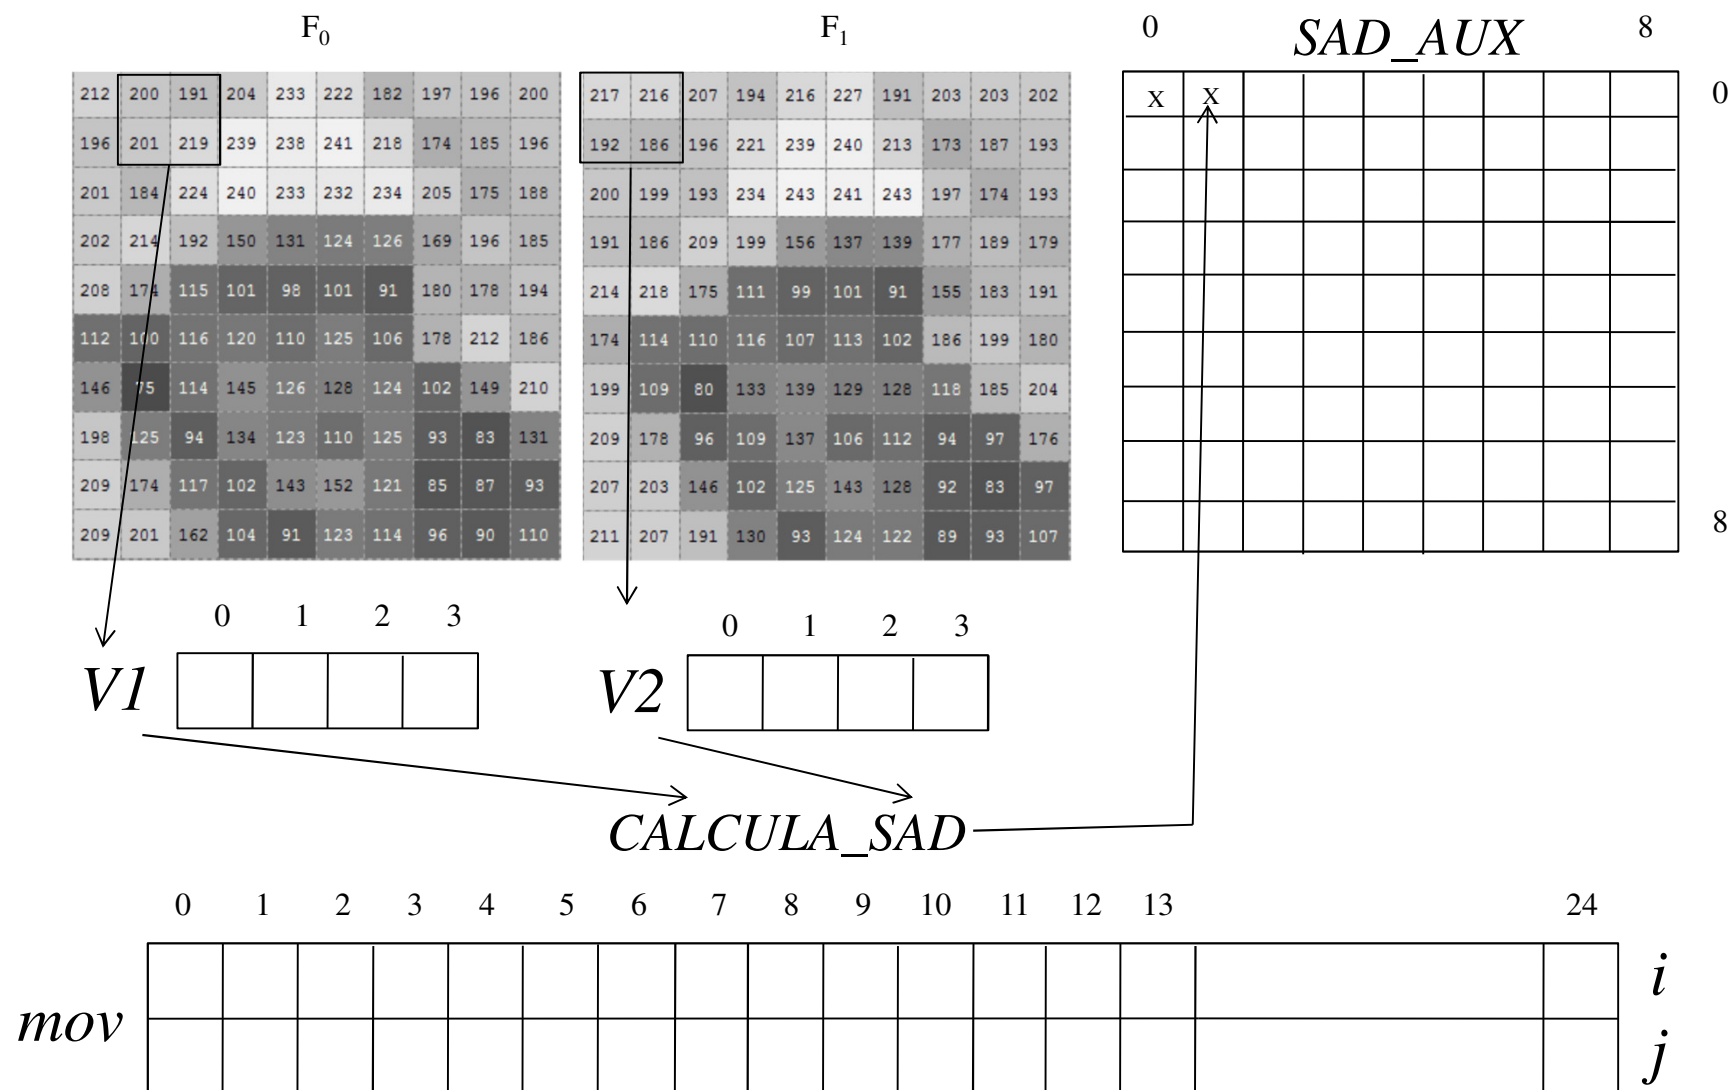 F0 F1 0 SAD_AUX 8
212 200 191 204 233 222 182 197 196 200
196 201 219 239 238 241 218 174 185 196
201 184 224 240 233 232 234 205 175 188
202 214 192 150 131 124 126 169 196 185
208 174 115 101 98 101 91 180 178 194
112 100 116 120 110 125 106 178 212 186
146 75 114 145 126 128 124 102 149 210
198 125 94 134 123 110 125 93 83 131
209 174 117 102 143 152 121 85 87 93
209 201 162 104 91 123 114 96 90 110
217 216 207 194 216 227 191 203 203 202
192 186 196 221 239 240 213 173 187 193
200 199 193 234 243 241 243 197 174 193
191 186 209 199 156 137 139 177 189 179
214 218 175 111 99 101 91 155 183 191
174 114 110 116 107 113 102 186 199 180
199 109 80 133 139 129 128 118 185 204
209 178 96 109 137 106 112 94 97 176
207 203 146 102 125 143 128 92 83 97
211 207 191 130 93 124 122 89 93 107
x x 0
8
0 1 2 3
V1
0 1 2 3
V2
CALCULA_SAD
0 1 2 3 4 5 6 7 8 9 10 11 12 13 24
i
mov
j